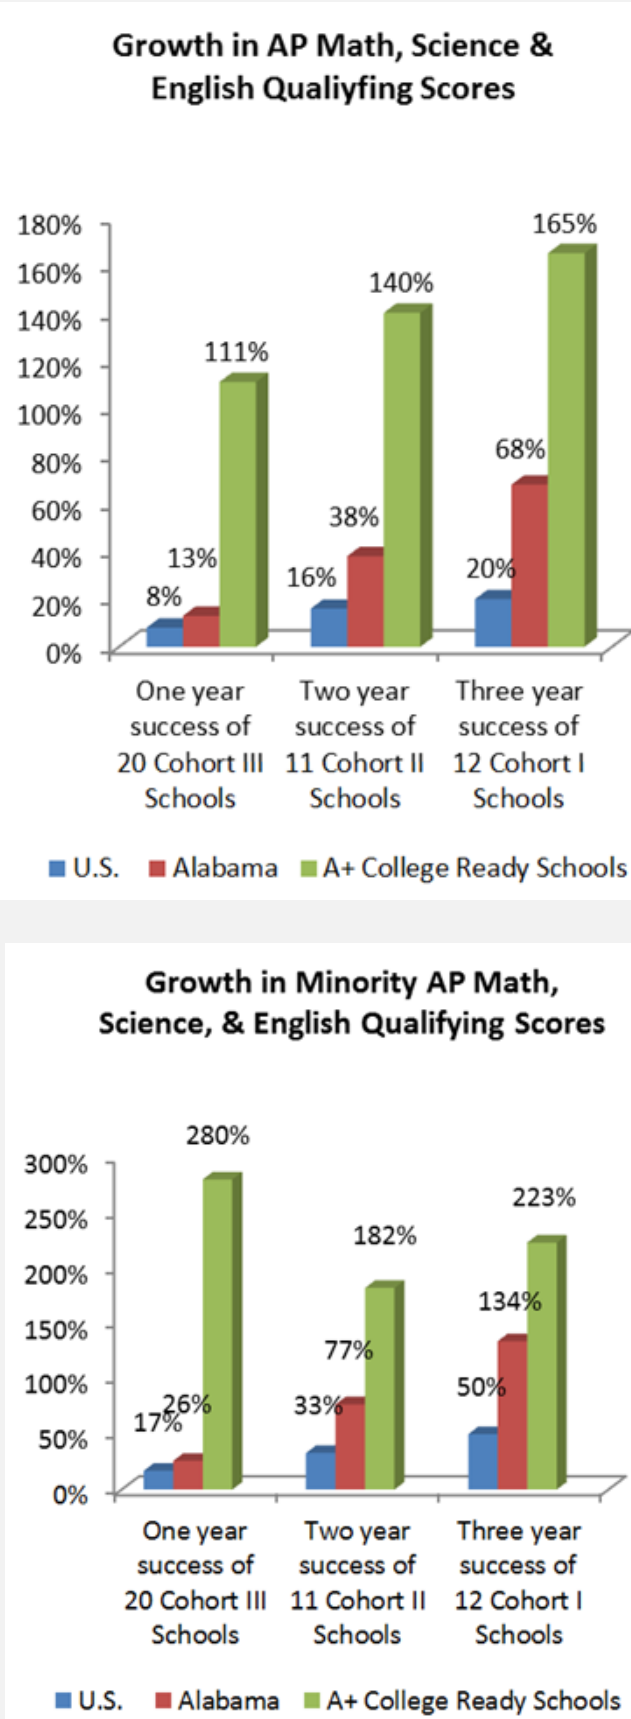 Growth in AP Math, Science &
English Qualiyfing Scores
180%
160%
140%
120%
100%
80%
60%
40%
20%
0%
8%
13%
111%
16%
38%
140%
20%
68%
165%
One year
success of
20 Cohort III
Schools
Two year
success of
11 Cohort II
Schools
Three year
success of
12 Cohort I
Schools
U.S. Alabama A+ College Ready Schools
Growth in Minority AP Math,
Science, & English Qualifying Scores
300%
250%
200%
150%
100%
50%
0%
17%
26%
280%
33%
77%
182%
50%
134%
223%
One year
success of
20 Cohort III
Schools
Two year
success of
11 Cohort II
Schools
Three year
success of
12 Cohort I
Schools
U.S. Alabama A+ College Ready Schools